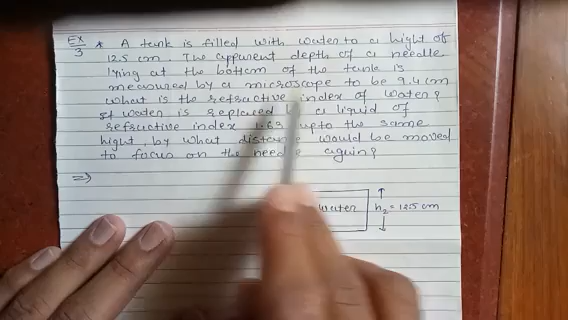 Ex 3 * A tank is filled with water to a hight of
12.5 cm. The apparent depth of a needle
lying at the bottom of the tank is
mecured by a microscope to be 9.4 cm
what is the refractive index of water?
If water is replaced a liquid of
refractive index 1.63 upto the same
hight, by what distance would be moved
to focus on the needle again?
⇒
water h₂ = 12.5 cm